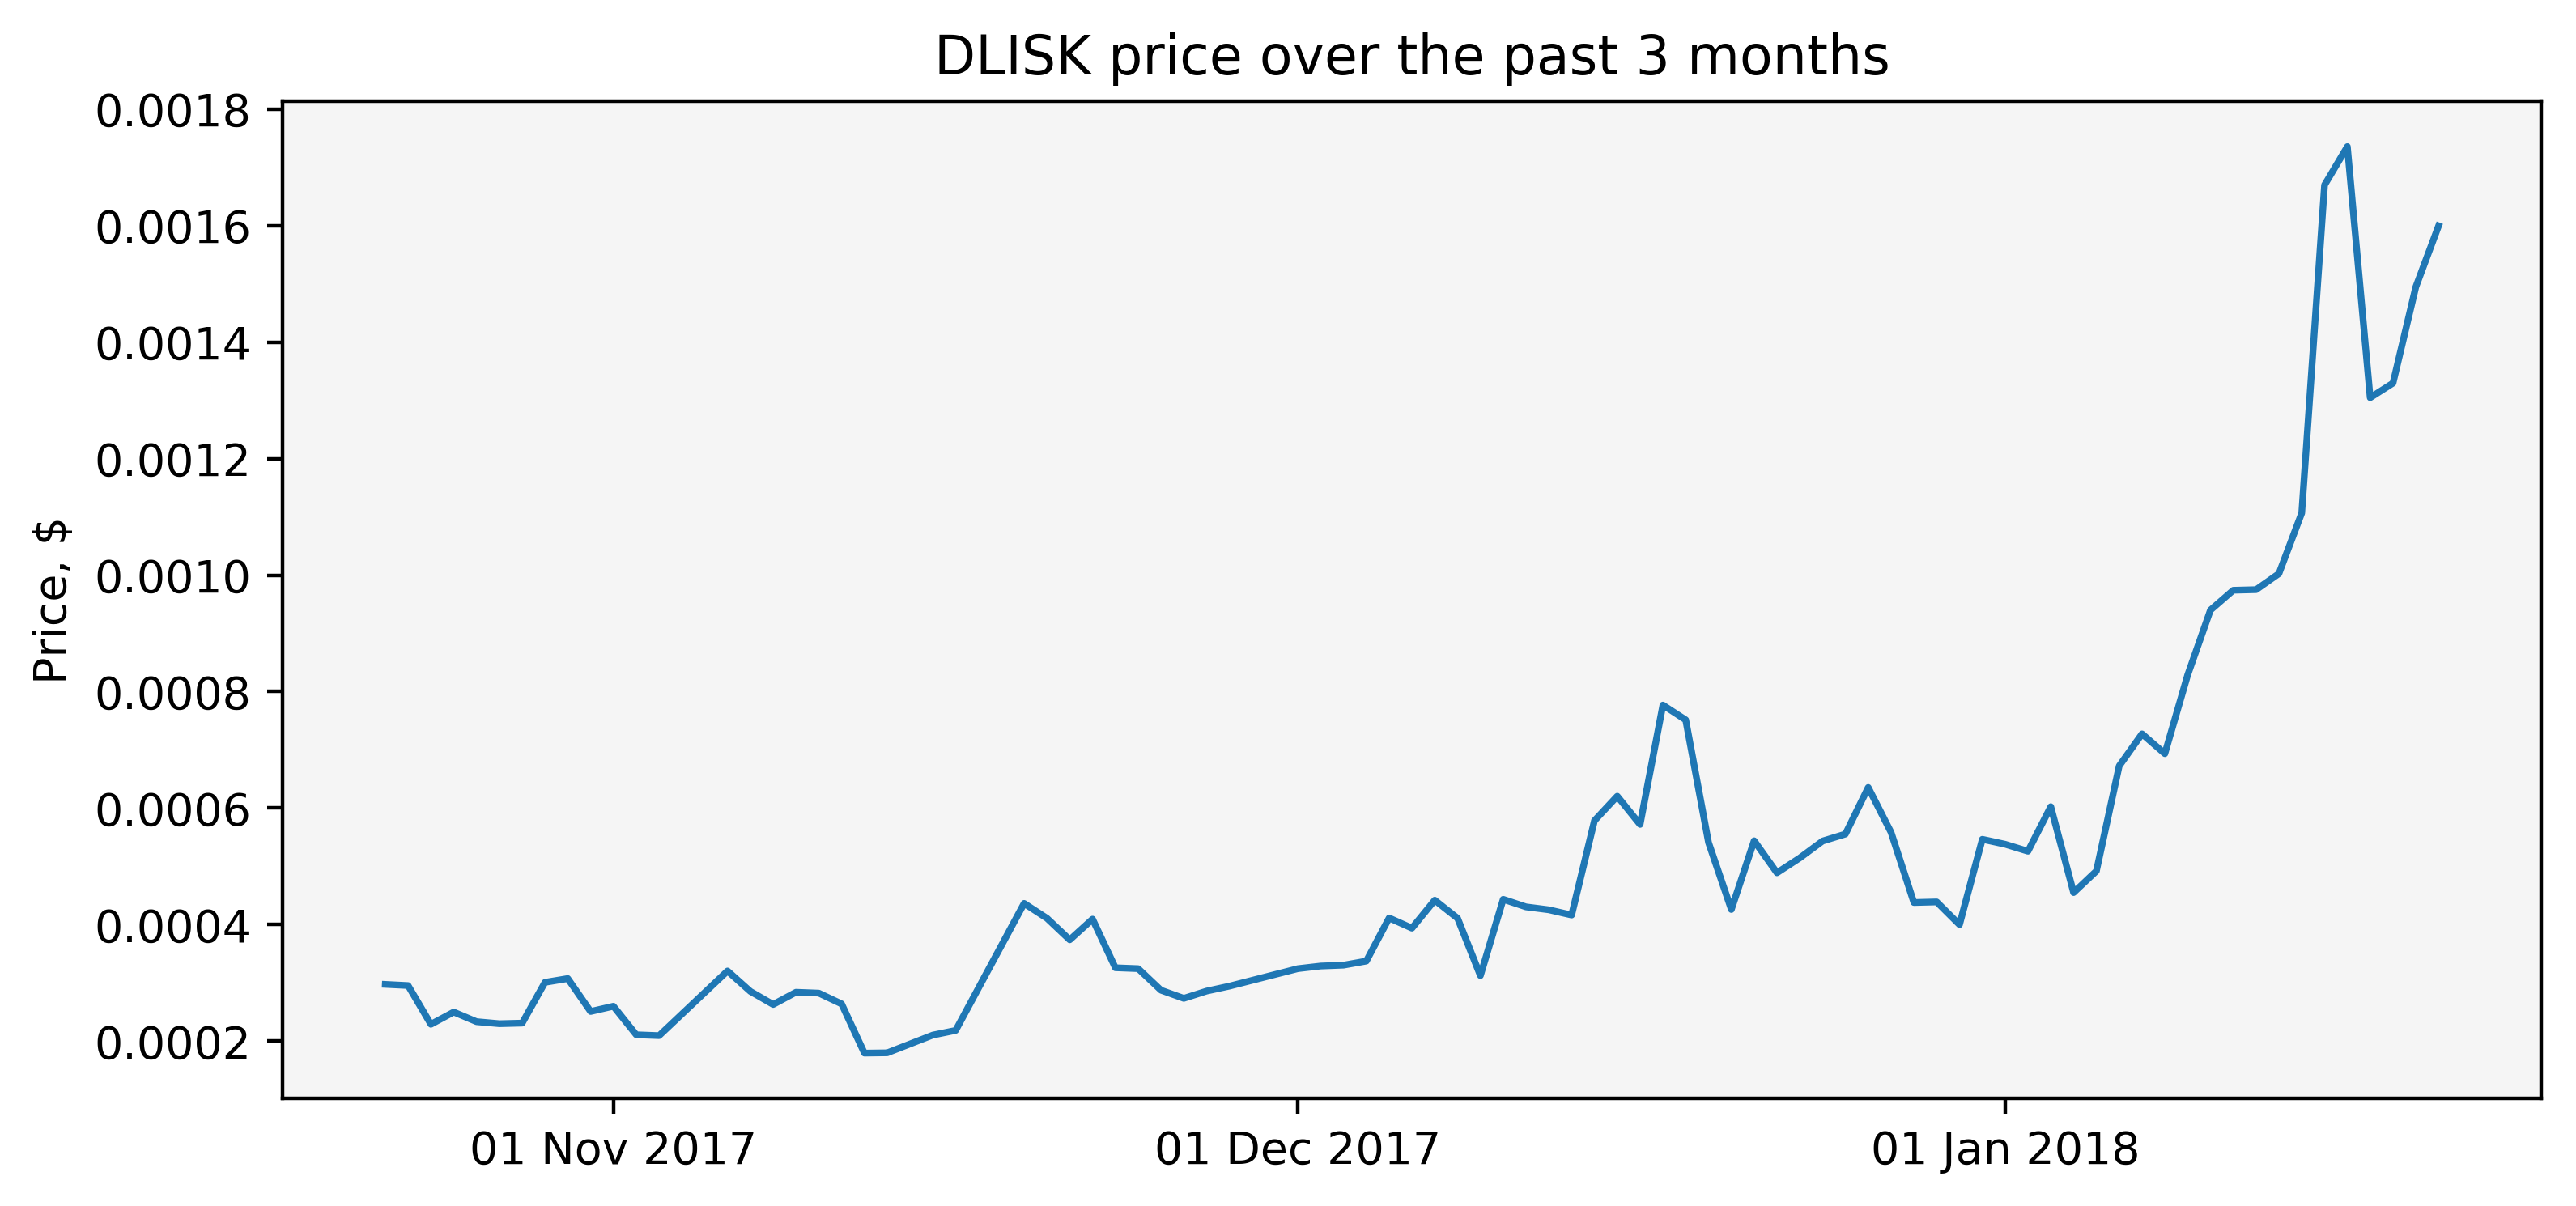 DLISK price over the past 3 months
0.0018
0.0016
0.0014
0.0012
0.0010
0.0008
0.0006
0.0004
0.0002
Price, $
01 Nov 2017
01 Dec 2017
01 Jan 2018